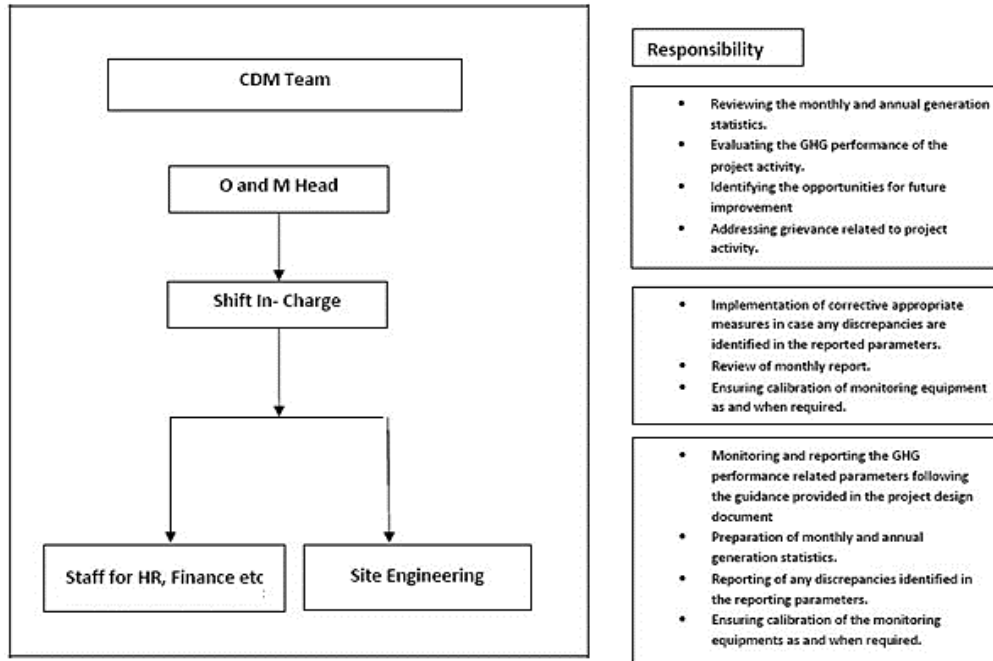 CDM Team
O and M Head
Shift In- Charge
Staff for HR, Finance etc :
Site Engineering
Responsibility
• Reviewing the monthly and annual generation
statistics.
• Evaluating the GHG performance of the
project activity.
• Identifying the opportunities for future
improvement
• Addressing grievance related to project
activity.
• Implementation of corrective appropriate
measures in case any discrepancies are
identified in the reported parameters.
• Review of monthly report.
• Ensuring calibration of monitoring equipment
as and when required.
• Monitoring and reporting the GHG
performance related parameters following
the guidance provided in the project design
document
• Preparation of monthly and annual
generation statistics.
• Reporting of any discrepancies identified in
the reporting parameters.
• Ensuring calibration of the monitoring
equipments as and when required.